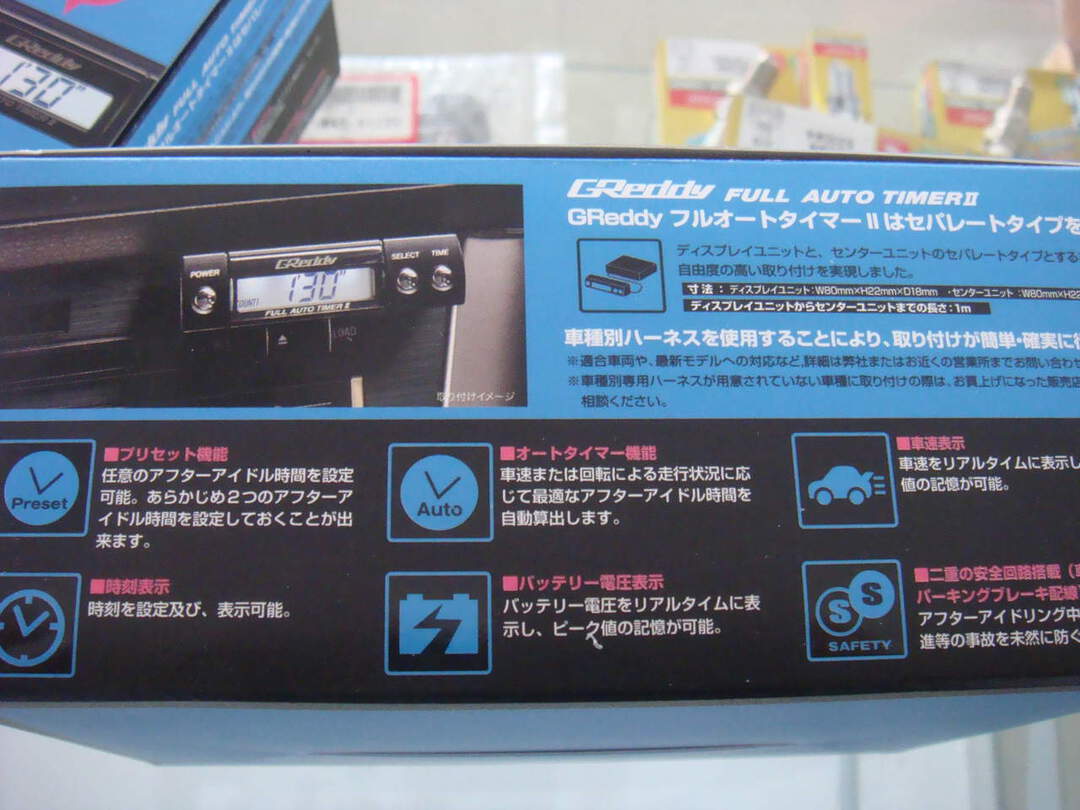 GReddy
1'30"
FULL AUTO TIMER
GReddy FULL AUTO TIMER II
GReddy フルオートタイマー II はセパレートタイプを
ディスプレイユニットと、センターユニットのセパレートタイプとする
自由度の高い取り付けを実現しました。
寸法:ディスプレイユニット:W80mm×H22mm×D18mm ・センターユニット:W80mm×H22
ディスプレイユニットからセンターユニットまでの長さ:1m
車種別ハーネスを使用することにより、取り付けが簡単・確実に
※適合車両や、最新モデルへの対応など、詳細は弊社またはお近くの営業所までお問い合わせ
※車種別専用ハーネスが用意されていない車種に取り付けの際は、お買上げになった販売店
相談ください。
POWER
GReddy
SELECT TIME
COUNT1
1'30"
FULL AUTO TIMER II
LOAD
取り付けイメージ
Preset
■プリセット機能
任意のアフターアイドル時間を設定
可能。あらかじめ2つのアフターア
イドル時間を設定しておくことが出
来ます。
Auto
■オートタイマー機能
車速または回転による走行状況に応
じて最適なアフターアイドル時間を
自動算出します。
■車速表示
車速をリアルタイムに表示し
値の記憶が可能。
■時刻表示
時刻を設定及び、表示可能。
■バッテリー電圧表示
バッテリー電圧をリアルタイムに表
示し、ピーク値の記憶が可能。
S S
SAFETY
■二重の安全回路搭載
パーキングブレーキ配線
アフターアイドリング中
進等の事故を未然に防ぐ